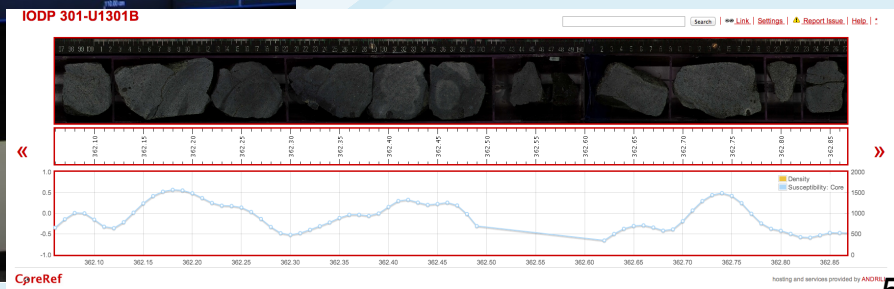 IODP 301-U1301B
Search | Link | Settings | Report Issue | Help |
362.10 362.15 362.20 362.25 362.30 362.35 362.40 362.45 362.50 362.55 362.60 362.65 362.70 362.75 362.80 362.85
1.0
0.5
0.0
-0.5
-1.0
Density
Susceptibility: Core
2000
1500
1000
500
0
362.10 362.15 362.20 362.25 362.30 362.35 362.40 362.45 362.50 362.55 362.60 362.65 362.70 362.75 362.80 362.85
CoreRef
hosting and services provided by